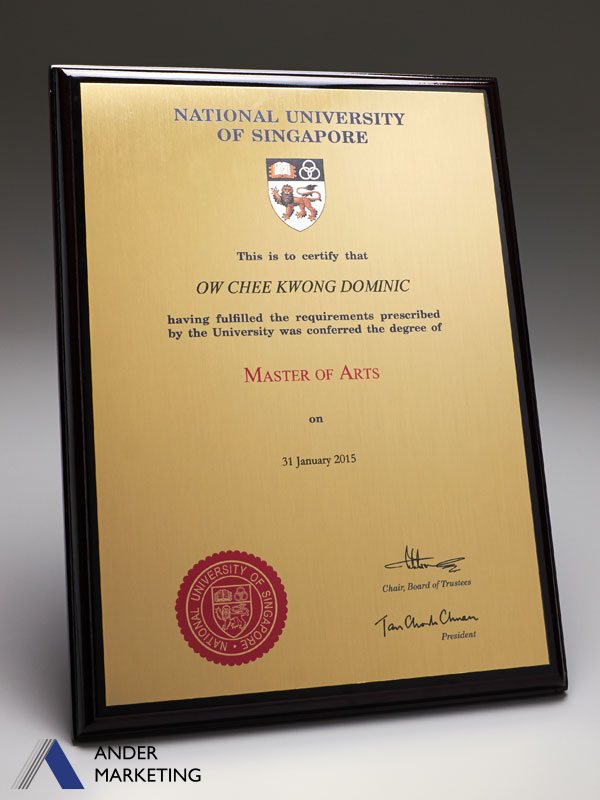 NATIONAL UNIVERSITY
OF SINGAPORE
This is to certify that
OW CHEE KWONG DOMINIC
having fulfilled the requirements prescribed
by the University was conferred the degree of
MASTER OF ARTS
on
31 January 2015
Chair, Board of Trustees
Tan Chorh Chuan
President
NATIONAL UNIVERSITY OF SINGAPORE
ANDER
MARKETING